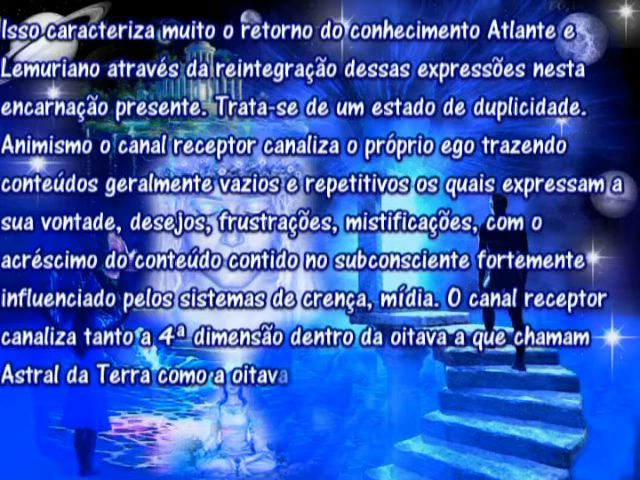 Isso caracteriza muito o retorno do conhecimento Atlante e
Lemuriano através da reintegração dessas expressões nesta
encarnação presente. Trata-se de um estado de duplicidade.
Animismo o canal receptor canaliza o próprio ego trazendo
conteúdos geralmente vazios e repetitivos os quais expressam a
sua vontade, desejos, frustrações, mistificações, com o
acréscimo do conteúdo contido no subconsciente fortemente
influenciado pelos sistemas de crença, mídia. O canal receptor
canaliza tanto a 4ª dimensão dentro da oitava a que chamam
Astral da Terra como a oitava